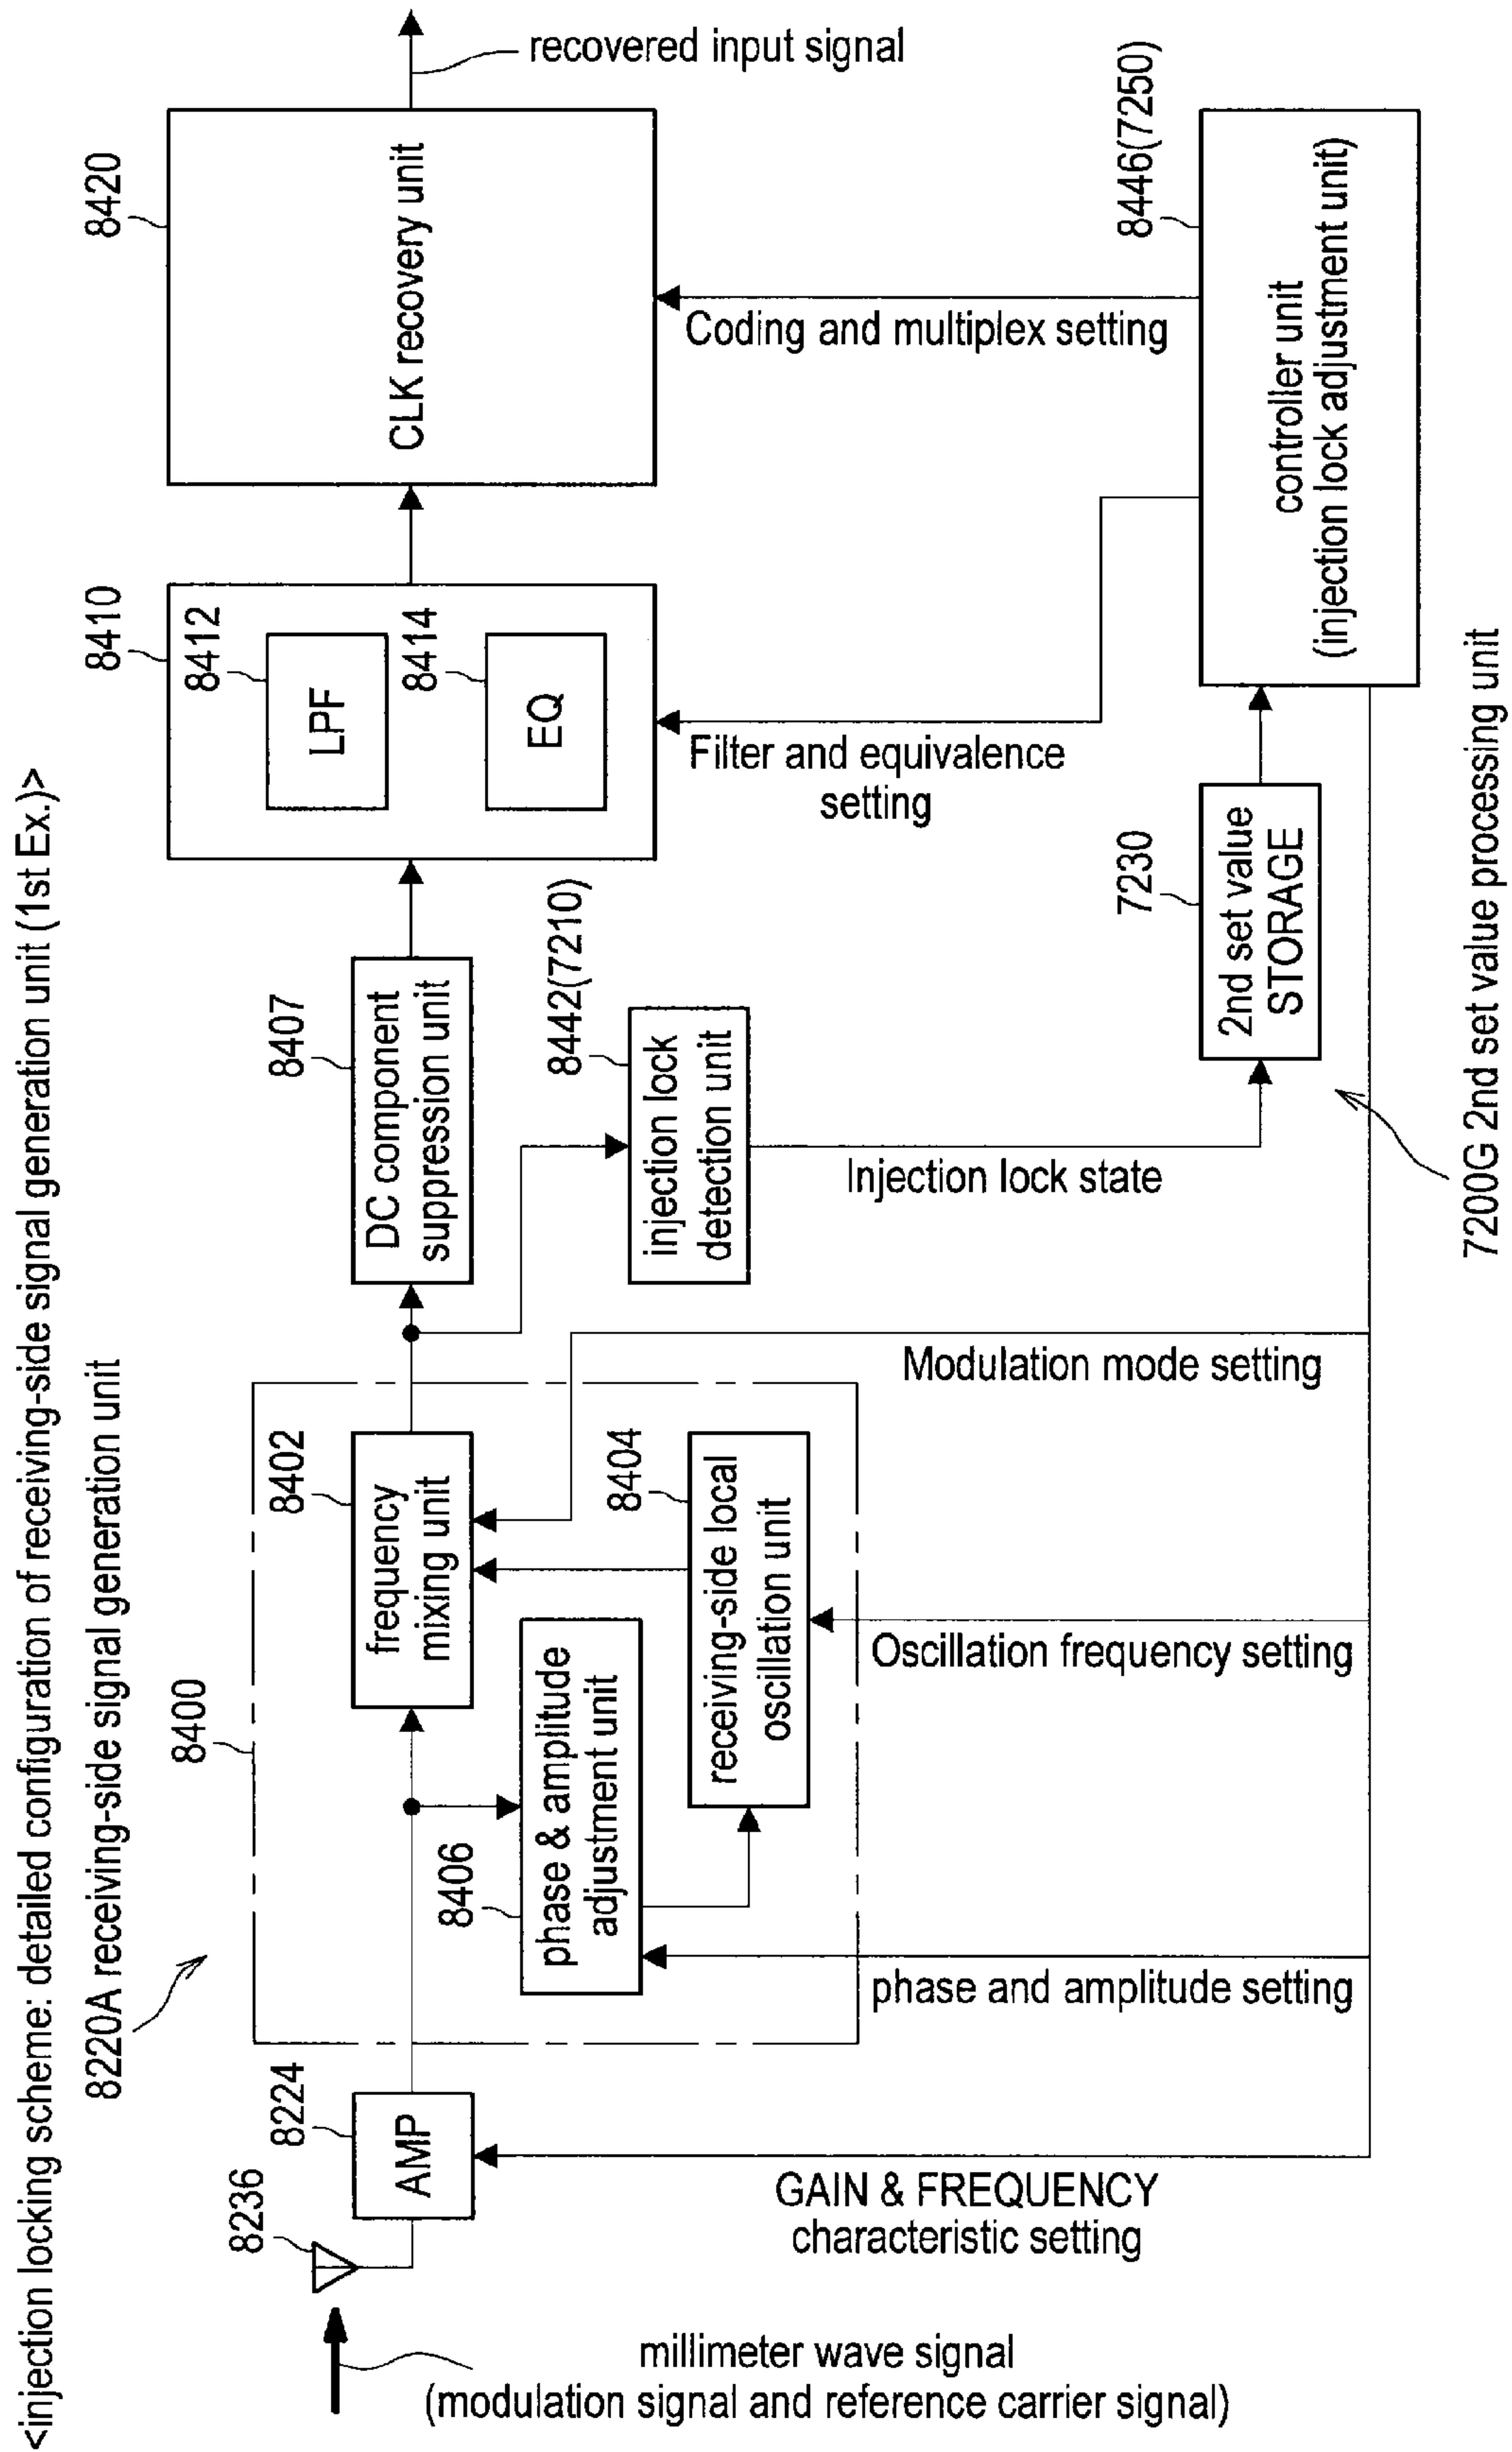 <injection locking scheme: detailed configuration of receiving-side signal generation unit (1st Ex.)>
8220A receiving-side signal generation unit
8400
8236
8224
AMP
8402
frequency
mixing unit
8406
phase & amplitude
adjustment unit
8404
receiving-side local
oscillation unit
8407
DC component
suppression unit
8442(7210)
injection lock
detection unit
8410
8412
LPF
8414
EQ
8420
CLK recovery unit
recovered input signal
millimeter wave signal
(modulation signal and reference carrier signal)
GAIN & FREQUENCY
characteristic setting
phase and amplitude setting
Oscillation frequency setting
Modulation mode setting
Injection lock state
Filter and equivalence
setting
Coding and multiplex setting
7230
2nd set value
STORAGE
8446(7250)
controller unit
(injection lock adjustment unit)
7200G 2nd set value processing unit